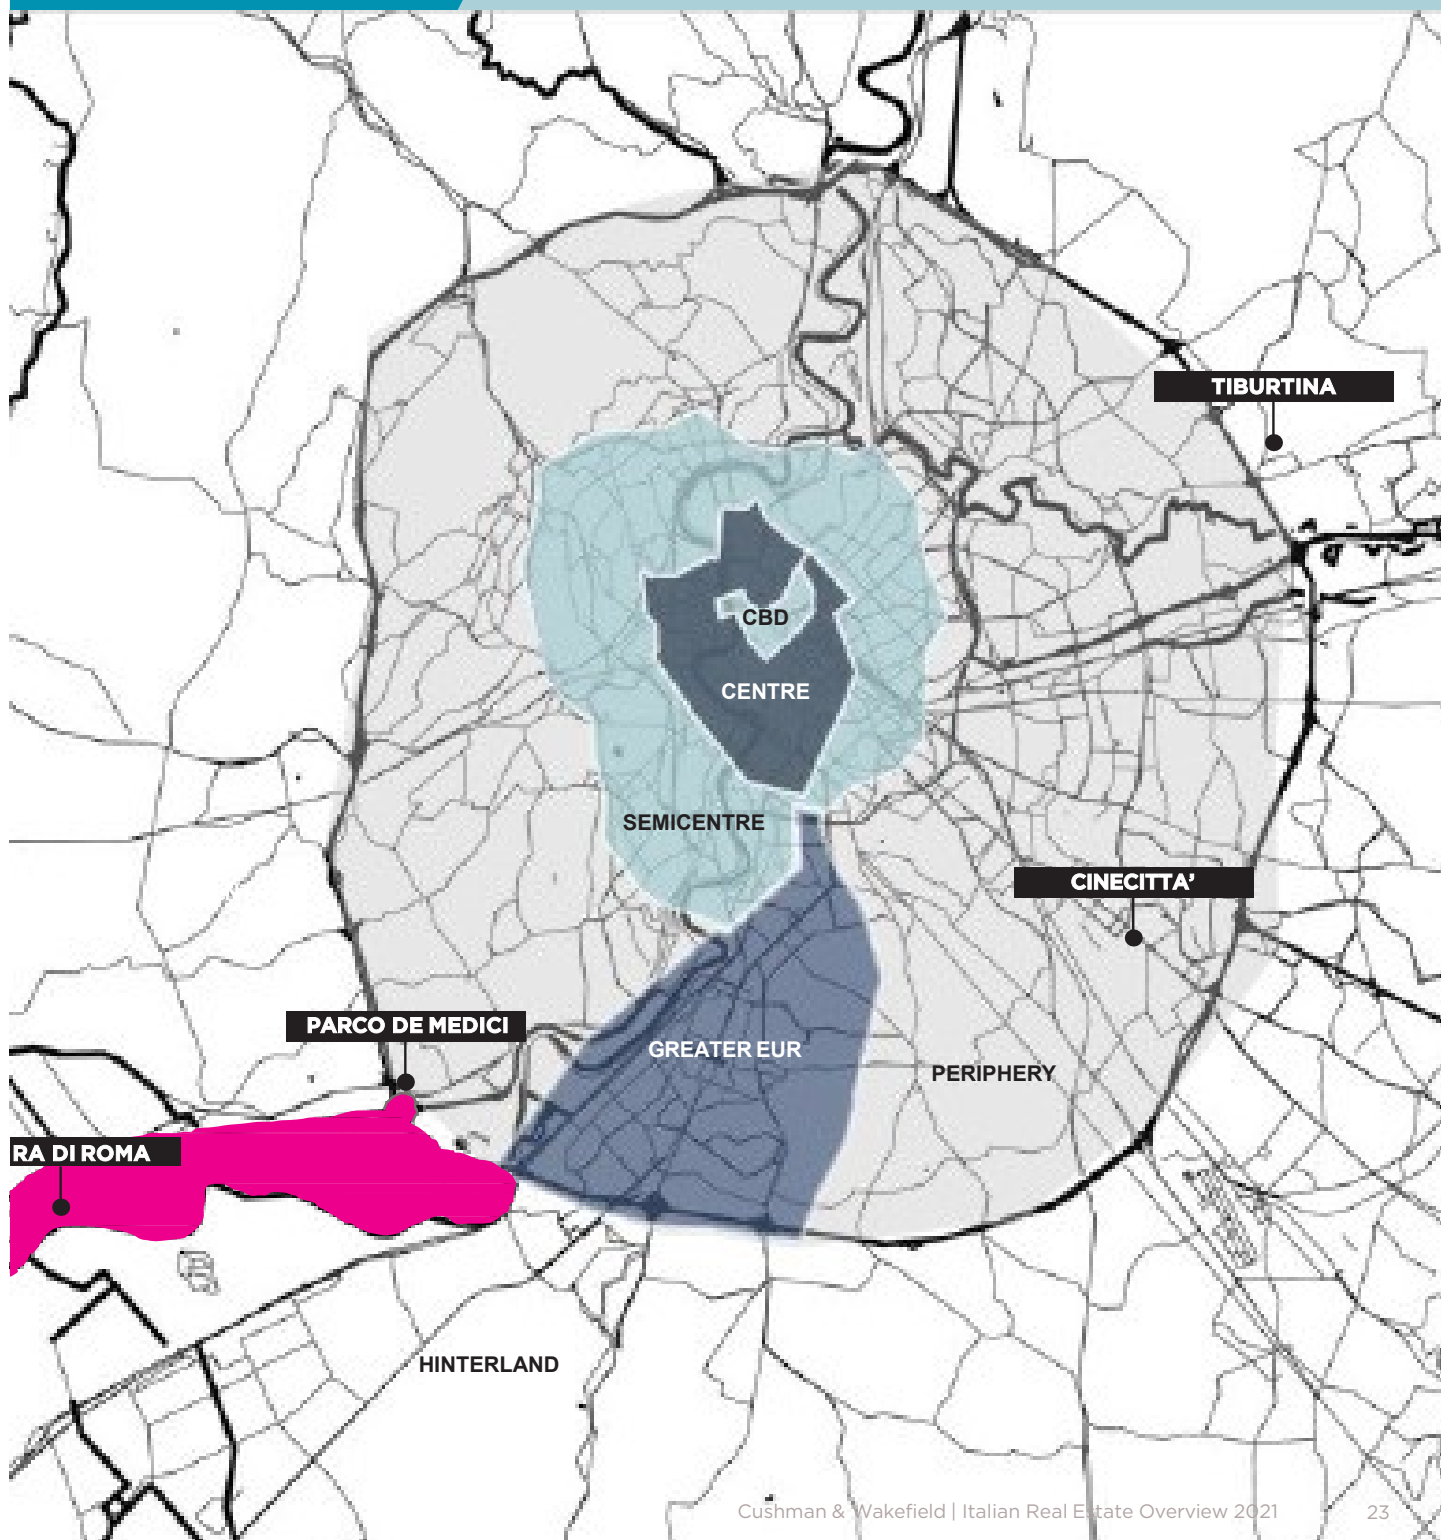 TIBURTINA
CBD
CENTRE
SEMICENTRE
CINECITTA’
PARCO DE MEDICI
GREATER EUR
PERIPHERY
RA DI ROMA
HINTERLAND
Cushman & Wakefield | Italian Real Estate Overview 2021 23